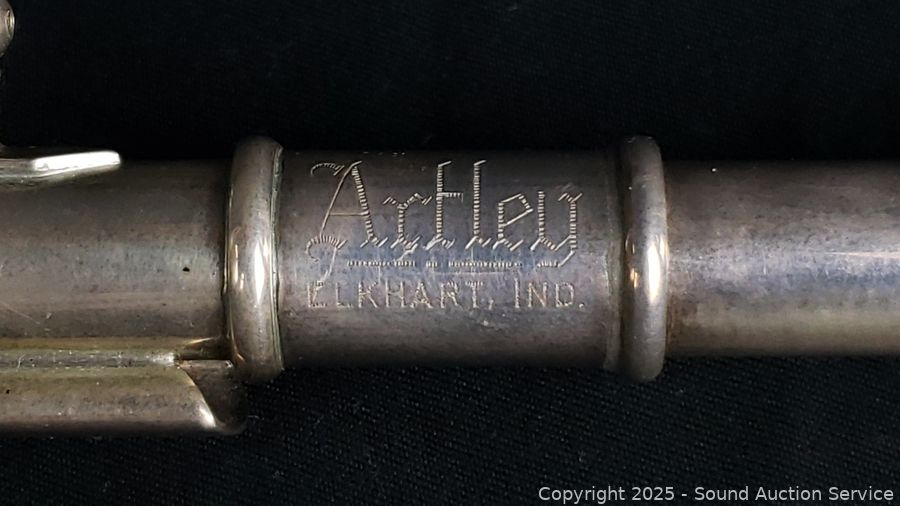 Artley
ELKHART, IND.
Copyright 2025 - Sound Auction Service